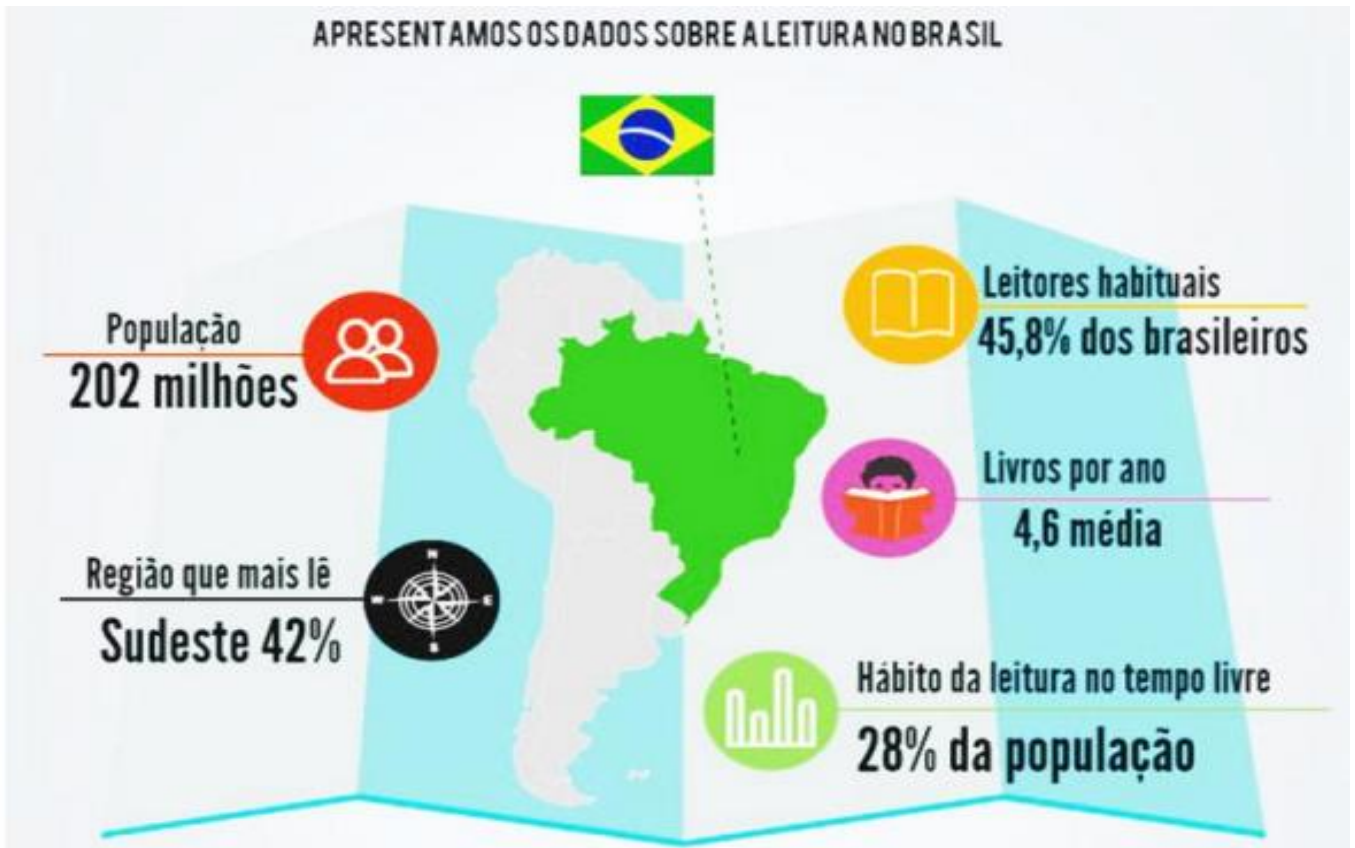 APRESENTAMOS OS DADOS SOBRE A LEITURA NO BRASIL
População
202 milhões
Região que mais lê
Sudeste 42%
Leitores habituais
45,8% dos brasileiros
Livros por ano
4,6 média
Hábito da leitura no tempo livre
28% da população
N
W
E
S